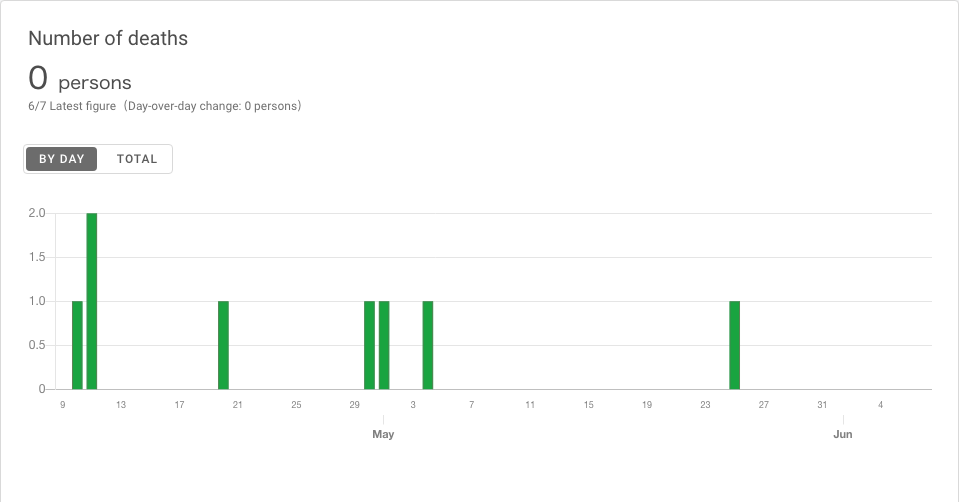 Number of deaths
0 persons
6/7 Latest figure（Day-over-day change: 0 persons）
BY DAY TOTAL
2.0
1.5
1.0
0.5
0
9 13 17 21 25 29 3 7 11 15 19 23 27 31 4
May Jun